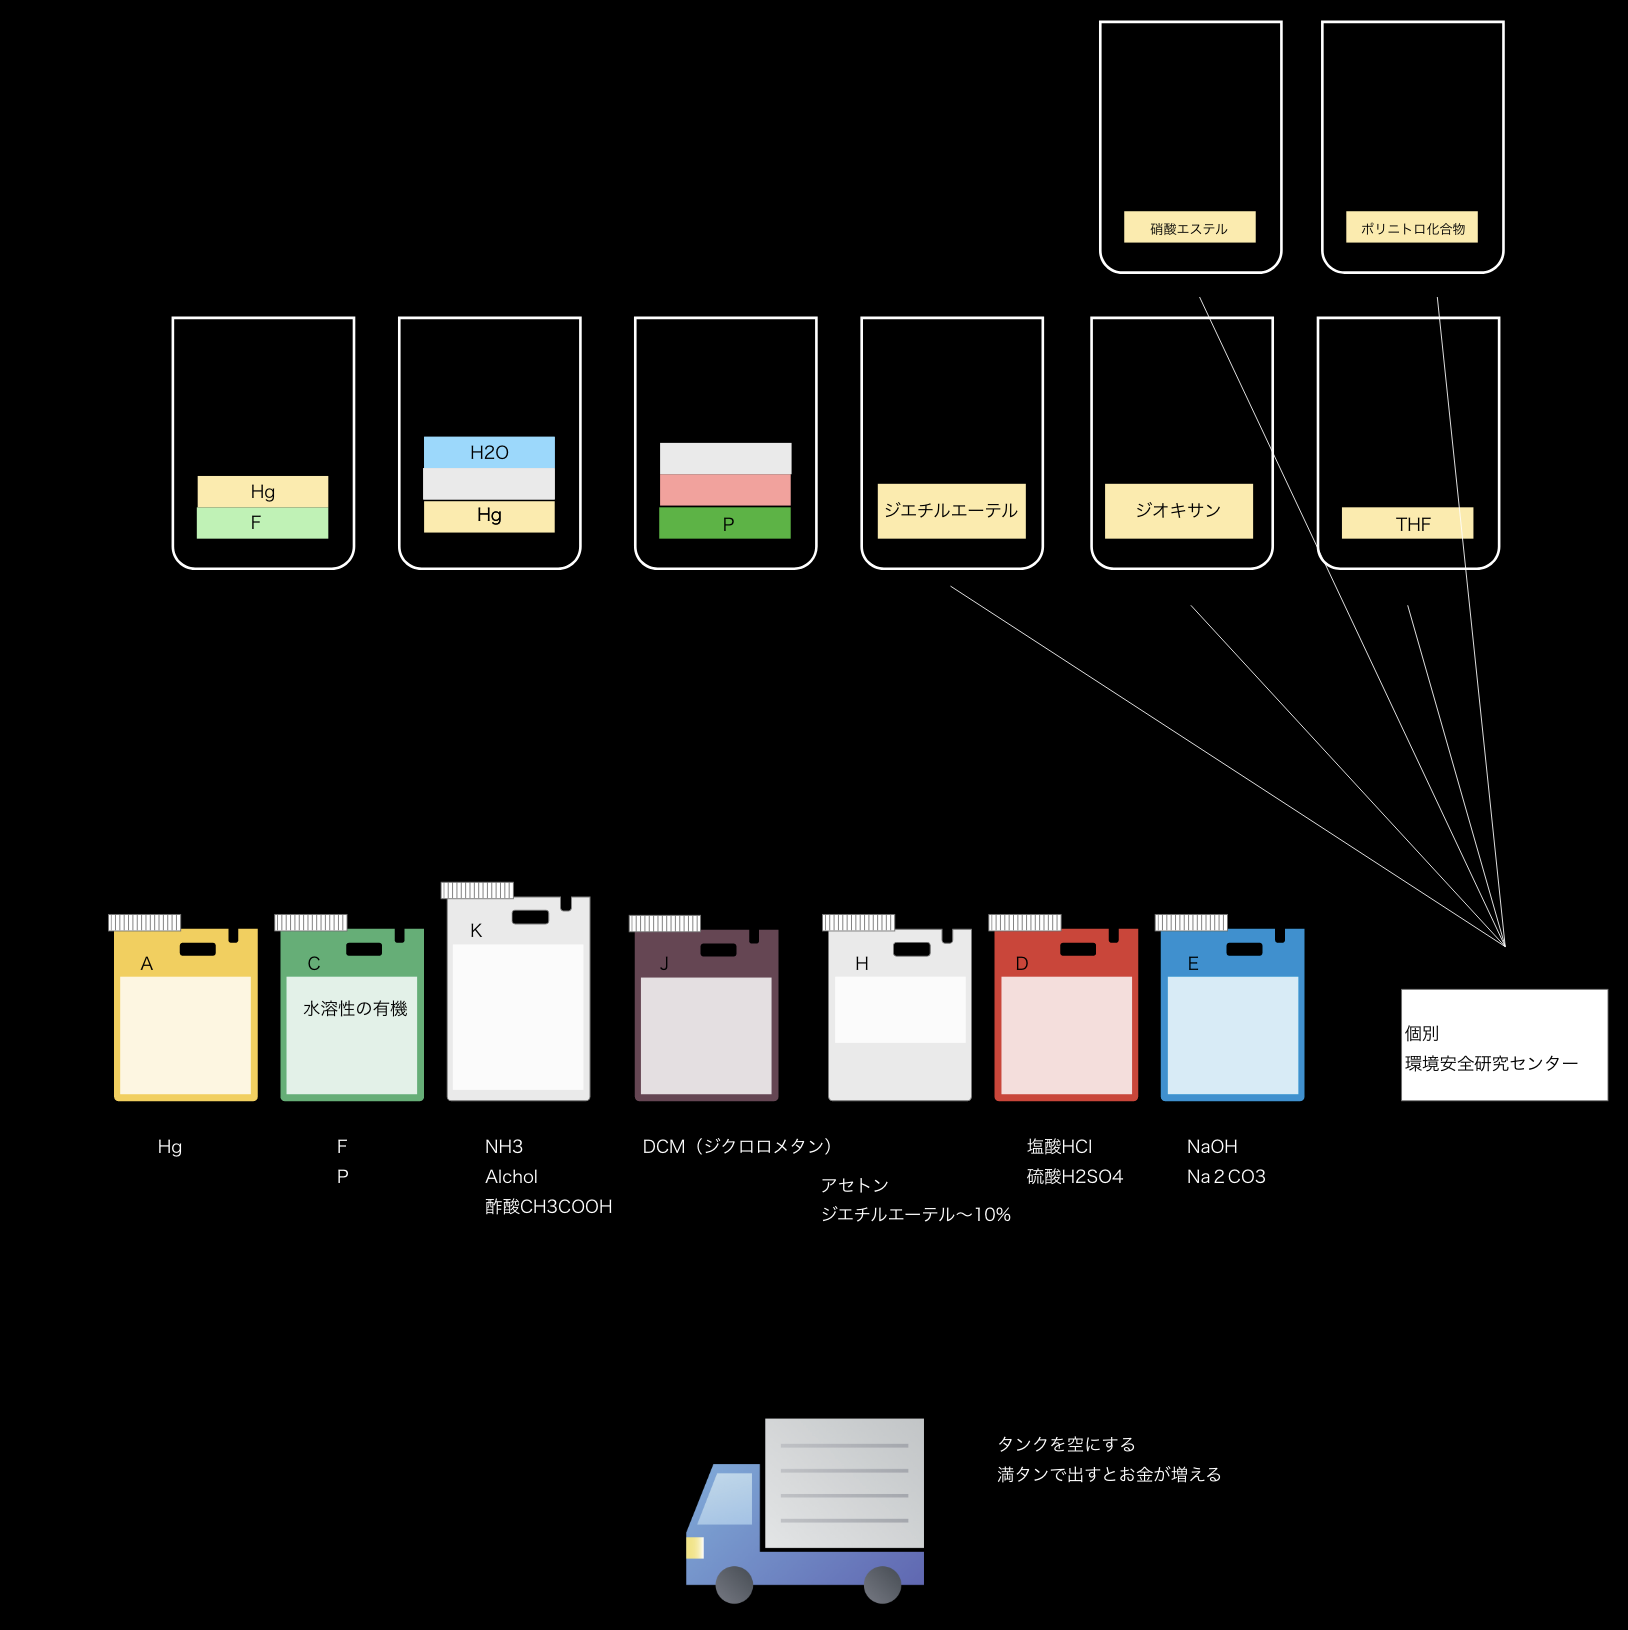 硝酸エステル
ポリニトロ化合物
H2O
Hg
F
Hg
P
ジエチルエーテル
ジオキサン
THF
A
C
K
J
H
D
E
水溶性の有機
個別
環境安全研究センター
Hg
F
P
NH3
Alchol
酢酸CH3COOH
DCM（ジクロロメタン）
アセトン
ジエチルエーテル〜10%
塩酸HCl
硫酸H2SO4
NaOH
Na２CO3
タンクを空にする
満タンで出すとお金が増える